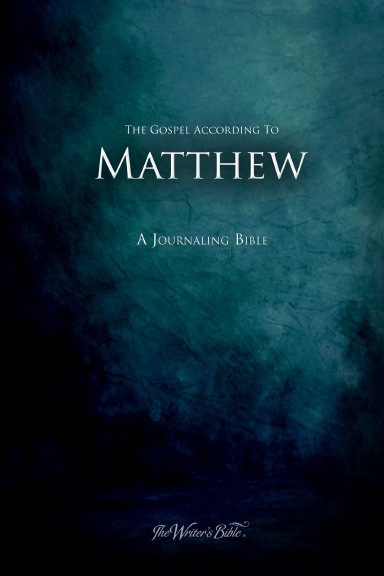 The Gospel According To
Matthew
A Journaling Bible
The Writer's Bible